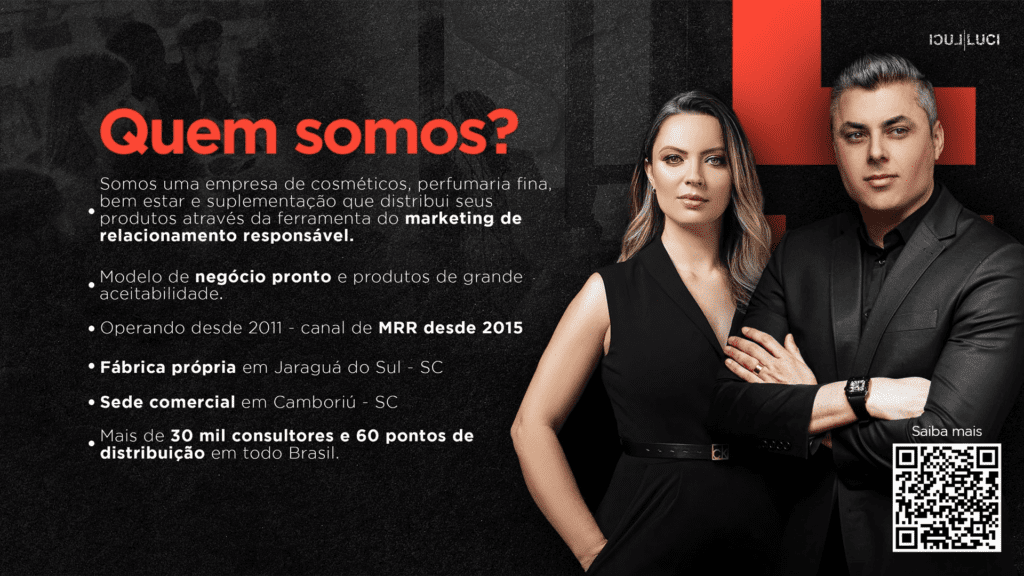 LUCI|LUCI
Quem somos?
Somos uma empresa de cosméticos, perfumaria fina,
bem estar e suplementação que distribui seus
• produtos através da ferramenta do marketing de
relacionamento responsável.
• Modelo de negócio pronto e produtos de grande
aceitabilidade.
• Operando desde 2011 - canal de MRR desde 2015
• Fábrica própria em Jaraguá do Sul - SC
• Sede comercial em Camboriú - SC
• Mais de 30 mil consultores e 60 pontos de
distribuição em todo Brasil.
Saiba mais